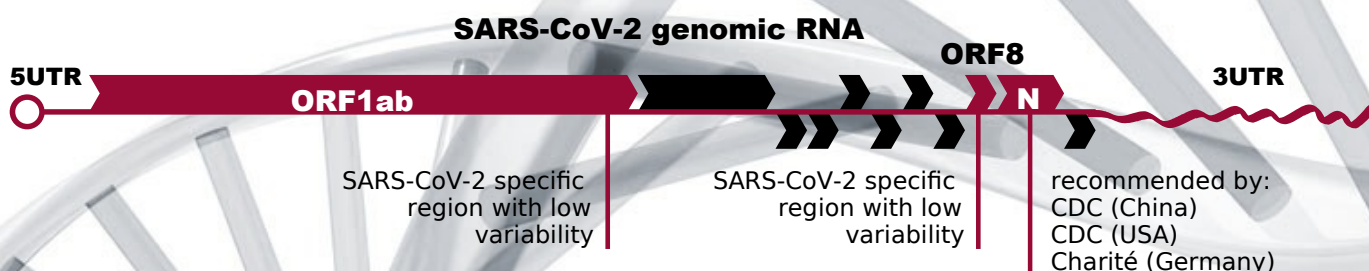 SARS-CoV-2 genomic RNA
5UTR
ORF1ab
ORF8
N
3UTR
SARS-CoV-2 specific
region with low
variability
SARS-CoV-2 specific
region with low
variability
recommended by:
CDC (China)
CDC (USA)
Charité (Germany)